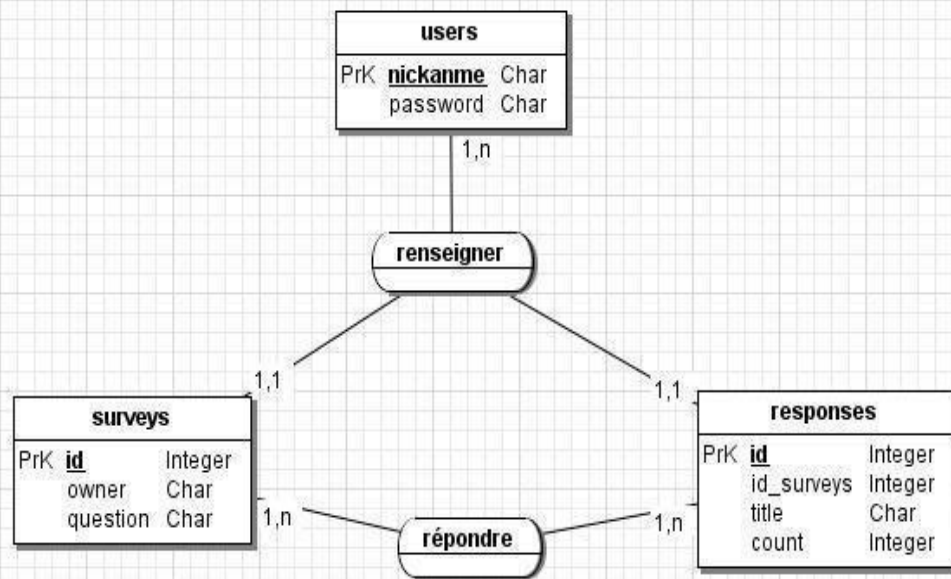 users
PrK nickanme Char
password Char
1,n
renseigner
1,1
1,1
surveys
PrK id Integer
owner Char
question Char
responses
PrK id Integer
id_surveys Integer
title Char
count Integer
1,n
1,n
répondre